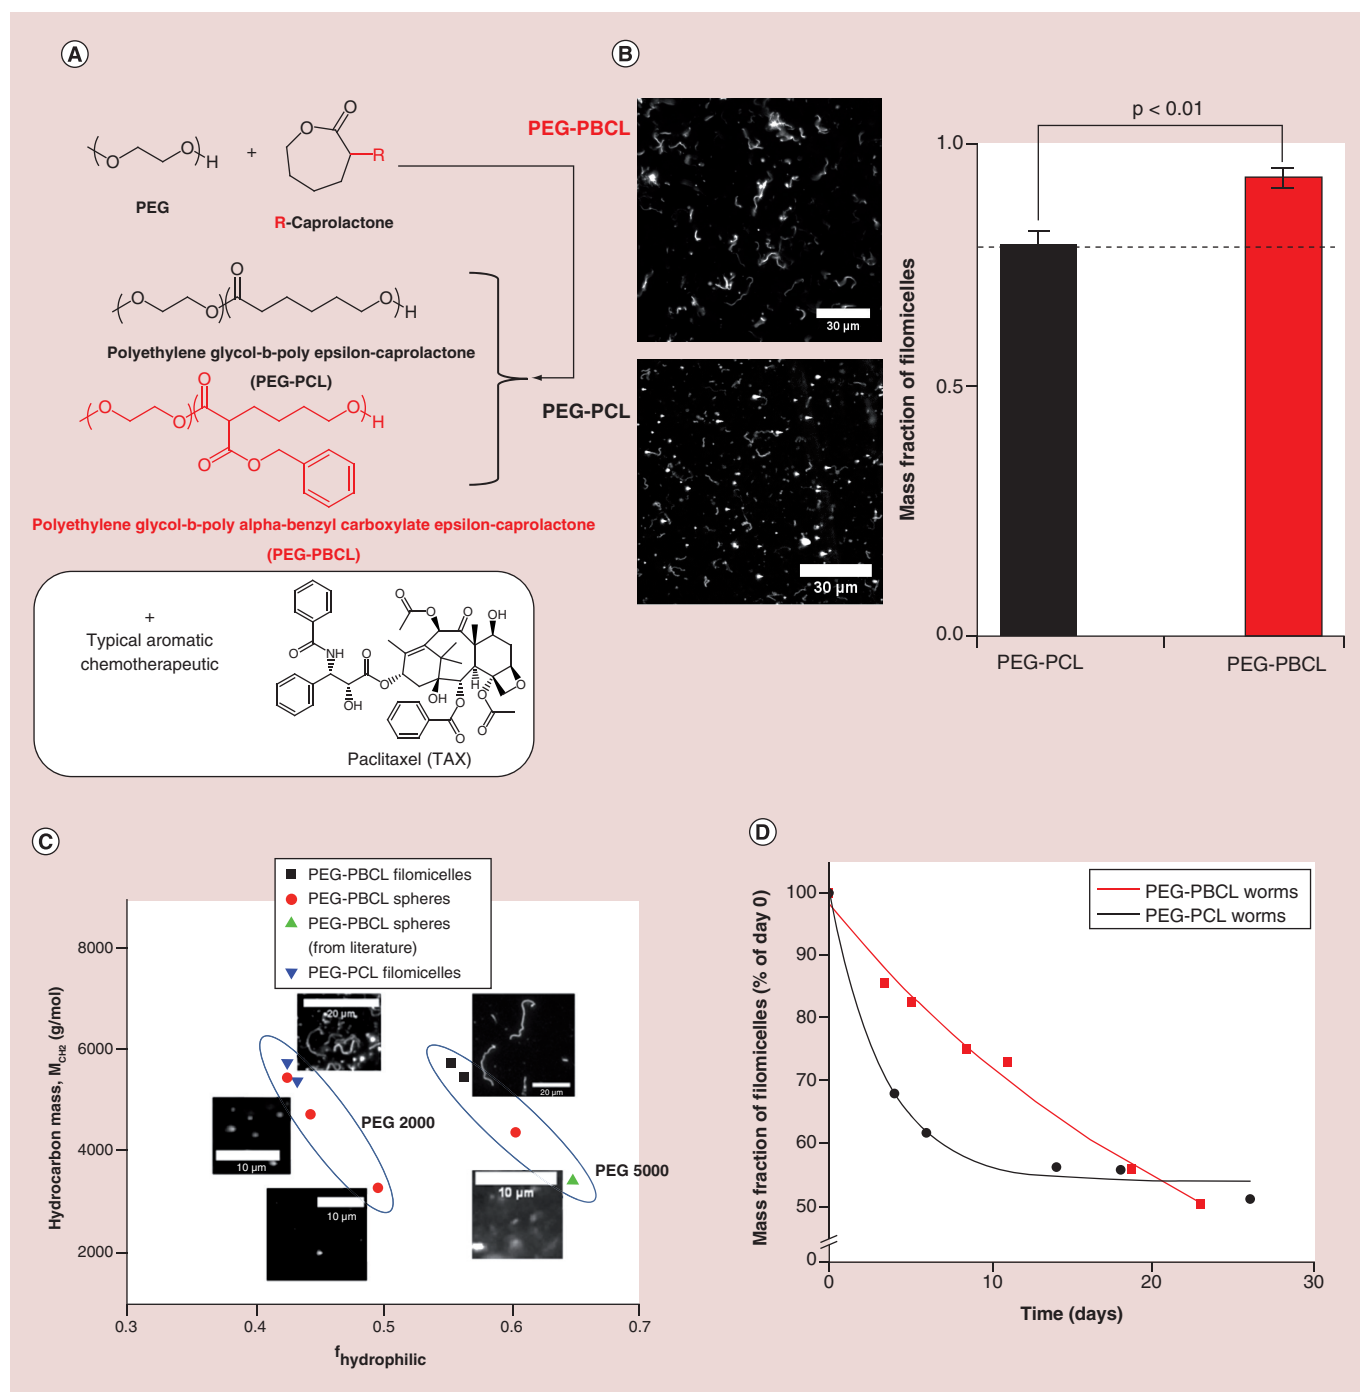 A
O
O
H
PEG
+
O
O
R
R-Caprolactone
O
O
O
O
H
Polyethylene glycol-b-poly epsilon-caprolactone
(PEG-PCL)
O
O
O
O
H
O
O
Polyethylene glycol-b-poly alpha-benzyl carboxylate epsilon-caprolactone
(PEG-PBCL)
+
Typical aromatic
chemotherapeutic
O
NH
O
OH
O
O
O
O
OH
OH
H
O
O
O
O
O
Paclitaxel (TAX)
B
PEG-PBCL
30 µm
PEG-PCL
30 µm
p < 0.01
Mass fraction of filomicelles
1.0
0.5
0.0
PEG-PCL
PEG-PBCL
C
PEG-PBCL filomicelles
PEG-PBCL spheres
PEG-PBCL spheres
(from literature)
PEG-PCL filomicelles
Hydrocarbon mass, MCH2 (g/mol)
8000
6000
4000
2000
20 µm
20 µm
10 µm
PEG 2000
PEG 5000
10 µm
10 µm
0.3
0.4
0.5
0.6
0.7
fhydrophilic
D
PEG-PBCL worms
PEG-PCL worms
Mass fraction of filomicelles (% of day 0)
100
90
80
70
60
50
0
0
10
20
30
Time (days)